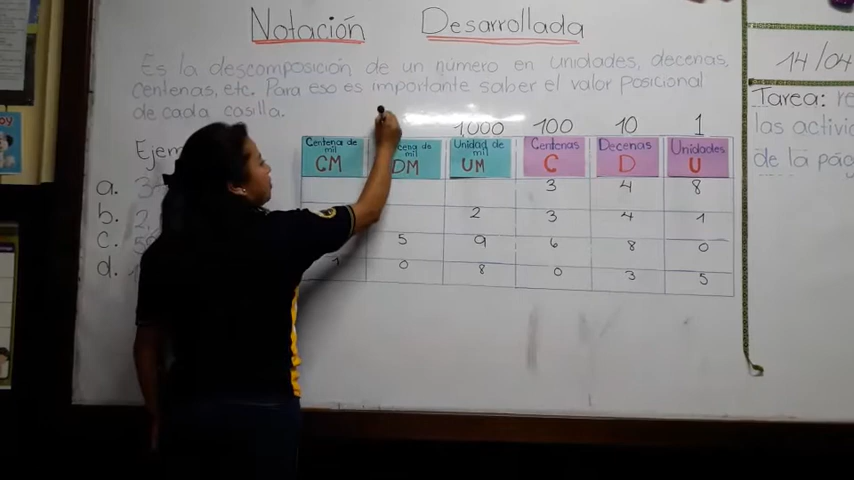 Notación Desarrollada
Es la descomposición de un número en unidades, decenas,
centenas, etc. Para eso es importante saber el valor posicional
de cada casilla.
1000 100 10 1
Centena de mil CM
DM
Unidad de mil UM
Centenas C
Decenas D
Unidades U
a. 3 4 8
b. 2 3 4 1
c. 5 9 6 8 0
d. 1 0 8 0 3 5
14/04
Tarea:
las
de la